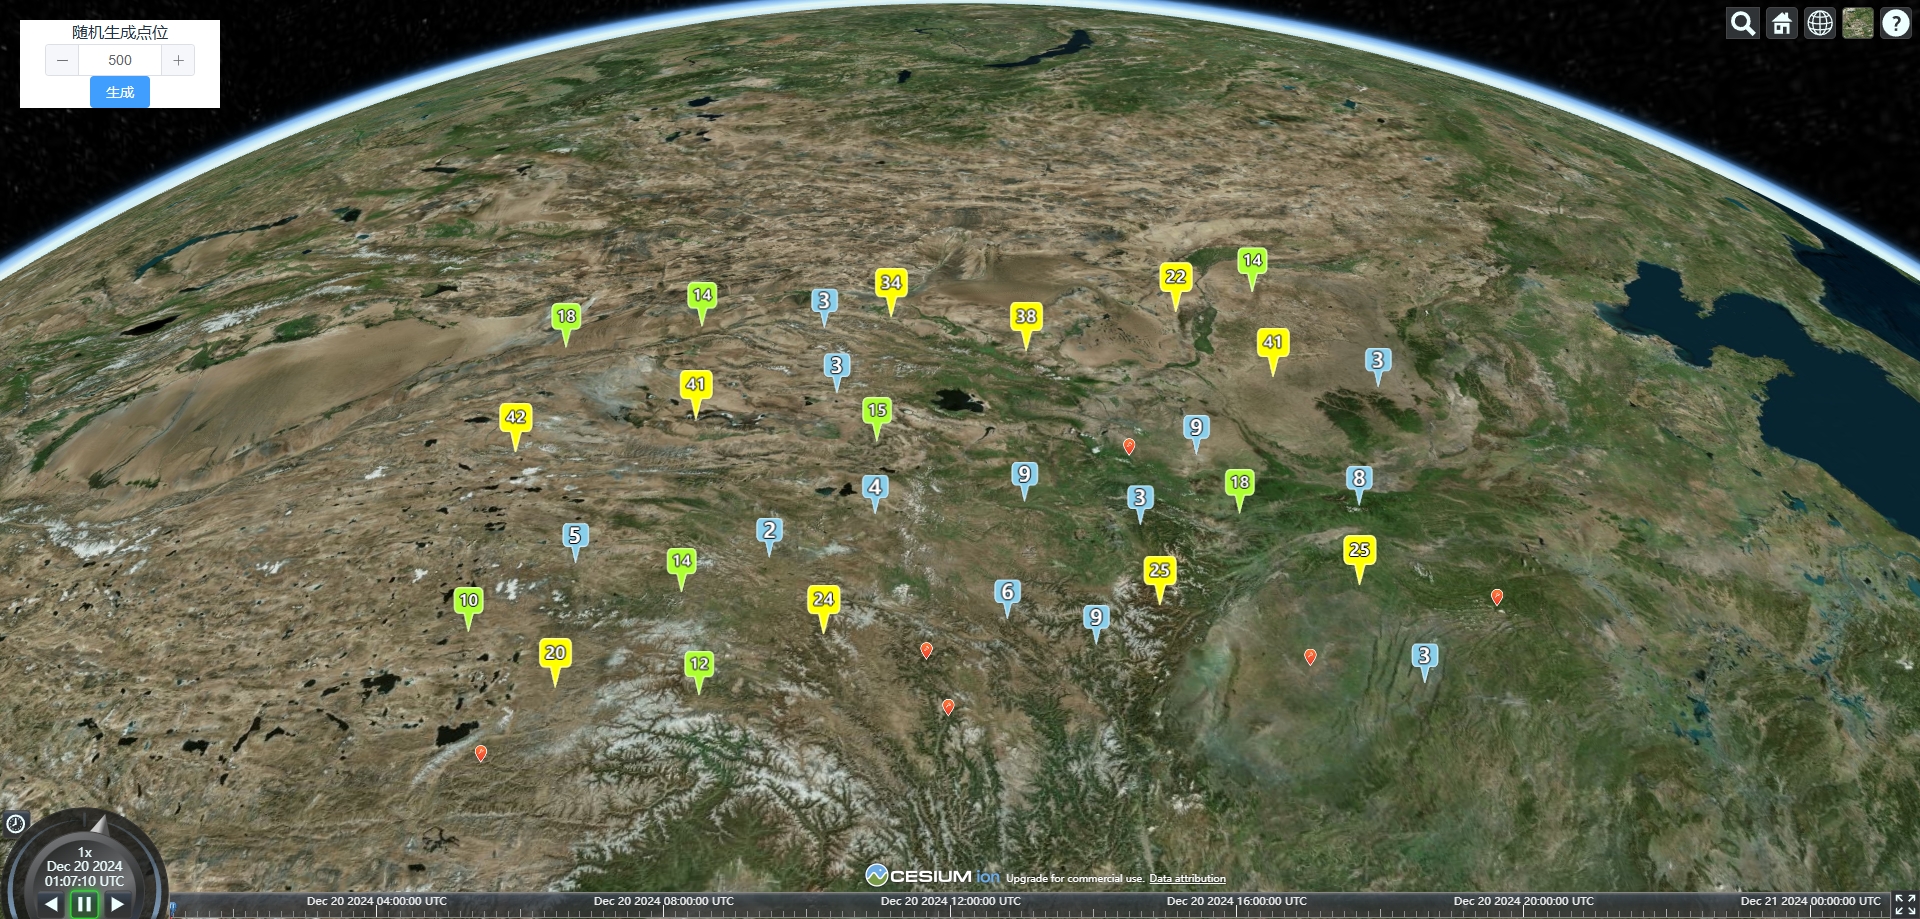 随机生成点位
500
生成
14
22
34
14
3
18
38
41
3
3
41
15
42
9
9
8
18
4
3
2
5
25
14
25
6
24
10
9
20
3
12
1x
Dec 20 2024
01:07:10 UTC
CESIUM ion Upgrade for commercial use. Data attribution
Dec 20 2024 04:00:00 UTC
Dec 20 2024 08:00:00 UTC
Dec 20 2024 12:00:00 UTC
Dec 20 2024 16:00:00 UTC
Dec 20 2024 20:00:00 UTC
Dec 21 2024 00:00:00 UTC